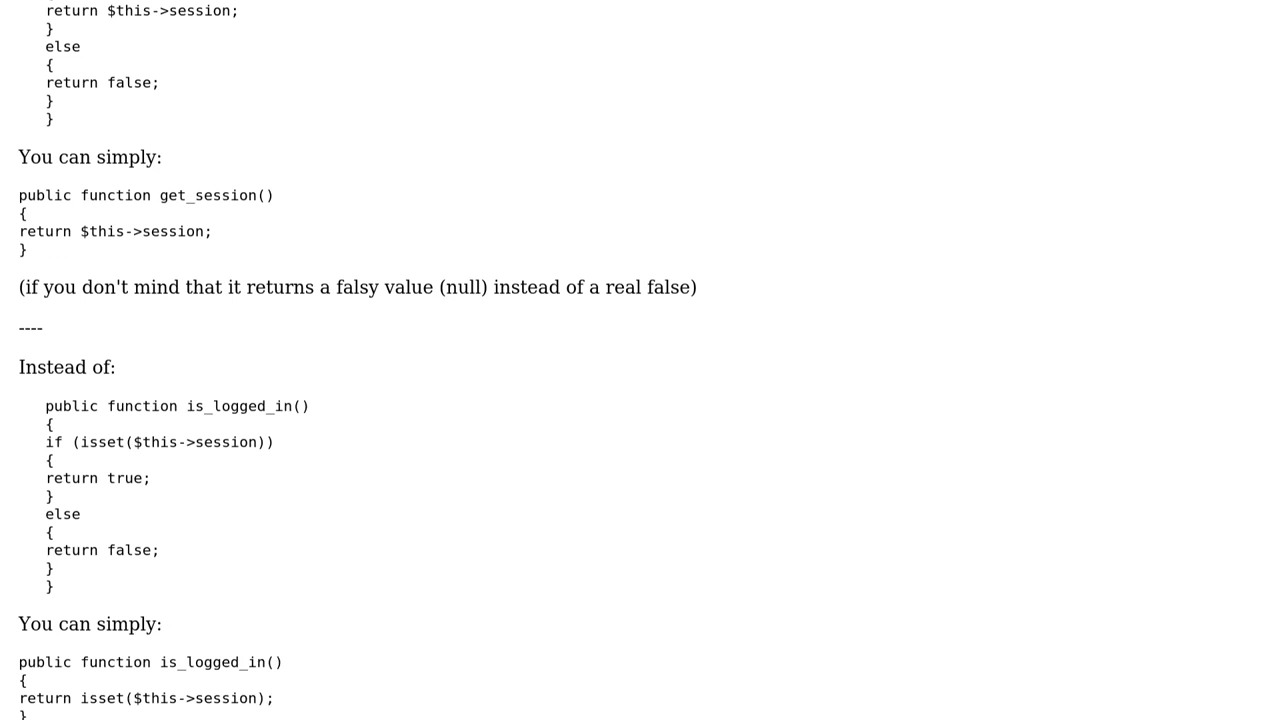 return $this->session;
}
else
{
return false;
}
}
You can simply:
public function get_session()
{
return $this->session;
}
(if you don't mind that it returns a falsy value (null) instead of a real false)
----
Instead of:
public function is_logged_in()
{
if (isset($this->session))
{
return true;
}
else
{
return false;
}
}
You can simply:
public function is_logged_in()
{
return isset($this->session);
}